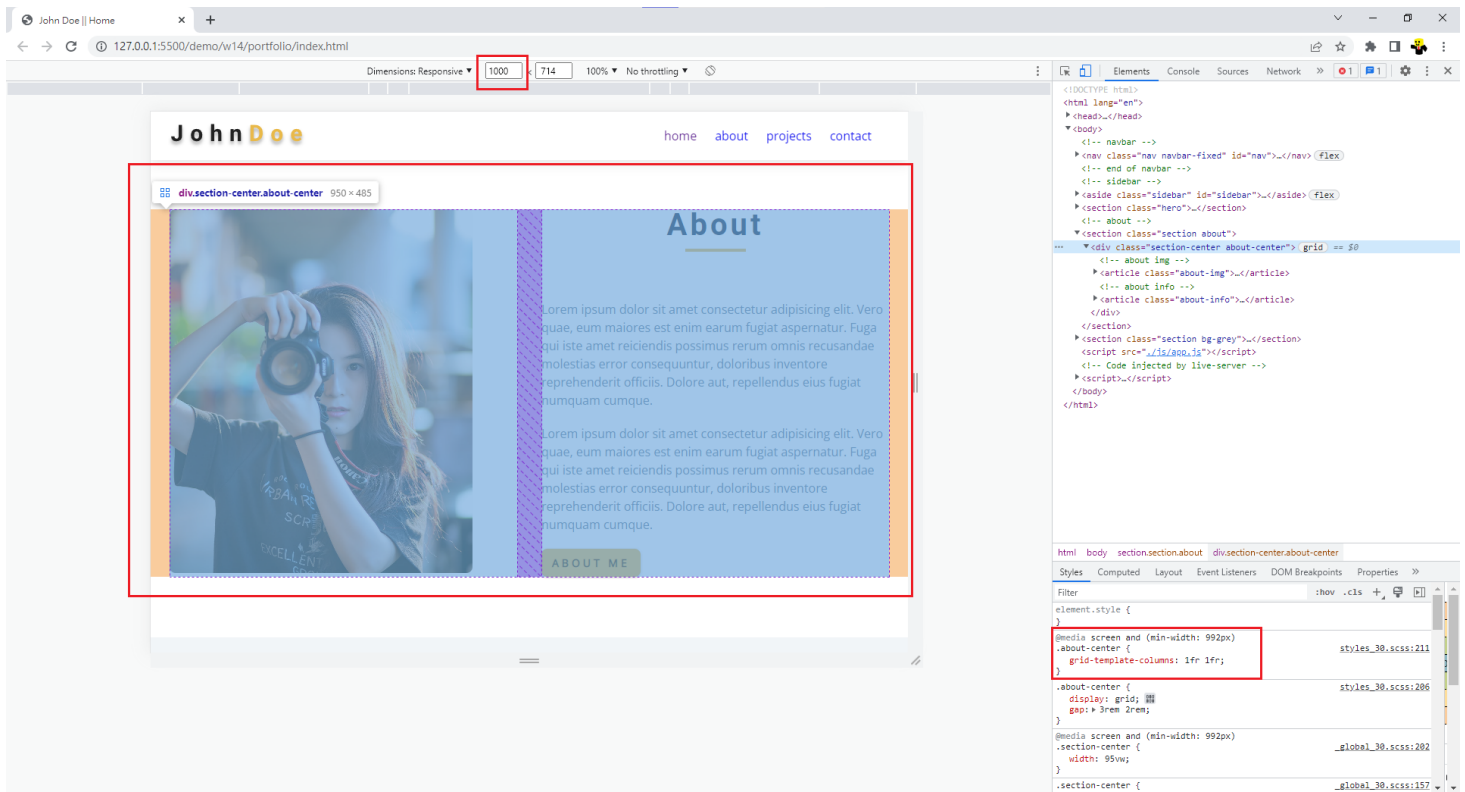 John Doe || Home
127.0.0.1:5500/demo/w14/portfolio/index.html
Dimensions: Responsive ▼ 1000 × 714 100% ▼ No throttling ▼
Elements Console Sources Network » 1 1
JohnDoe
home about projects contact
div.section-center.about-center 950 × 485
About
Lorem ipsum dolor sit amet consectetur adipisicing elit. Vero
quae, eum maiores est enim earum fugiat aspernatur. Fuga
qui iste amet reiciendis possimus rerum omnis recusandae
molestias error consequuntur, doloribus inventore
reprehenderit officiis. Dolore aut, repellendus eius fugiat
numquam cumque.
Lorem ipsum dolor sit amet consectetur adipisicing elit. Vero
quae, eum maiores est enim earum fugiat aspernatur. Fuga
qui iste amet reiciendis possimus rerum omnis recusandae
molestias error consequuntur, doloribus inventore
reprehenderit officiis. Dolore aut, repellendus eius fugiat
numquam cumque.
ABOUT ME
<!DOCTYPE html>
<html lang="en">
<head>…</head>
<body>
<!-- navbar -->
<nav class="nav navbar-fixed" id="nav">…</nav> flex
<!-- end of navbar -->
<!-- sidebar -->
<aside class="sidebar" id="sidebar">…</aside> flex
<section class="hero">…</section>
<!-- about -->
<section class="section about">
<div class="section-center about-center"> grid == $0
<!-- about img -->
<article class="about-img">…</article>
<!-- about info -->
<article class="about-info">…</article>
</div>
</section>
<section class="section bg-grey">…</section>
<script src="./js/app.js"></script>
<!-- Code injected by live-server -->
<script>…</script>
</body>
</html>
html body section.section.about div.section-center.about-center
Styles Computed Layout Event Listeners DOM Breakpoints Properties »
Filter :hov .cls +
element.style {
}
@media screen and (min-width: 992px)
.about-center { styles_30.scss:211
grid-template-columns: 1fr 1fr;
}
.about-center { styles_30.scss:206
display: grid;
gap: 3rem 2rem;
}
@media screen and (min-width: 992px)
.section-center { _global_30.scss:202
width: 95vw;
}
.section-center { _global_30.scss:157